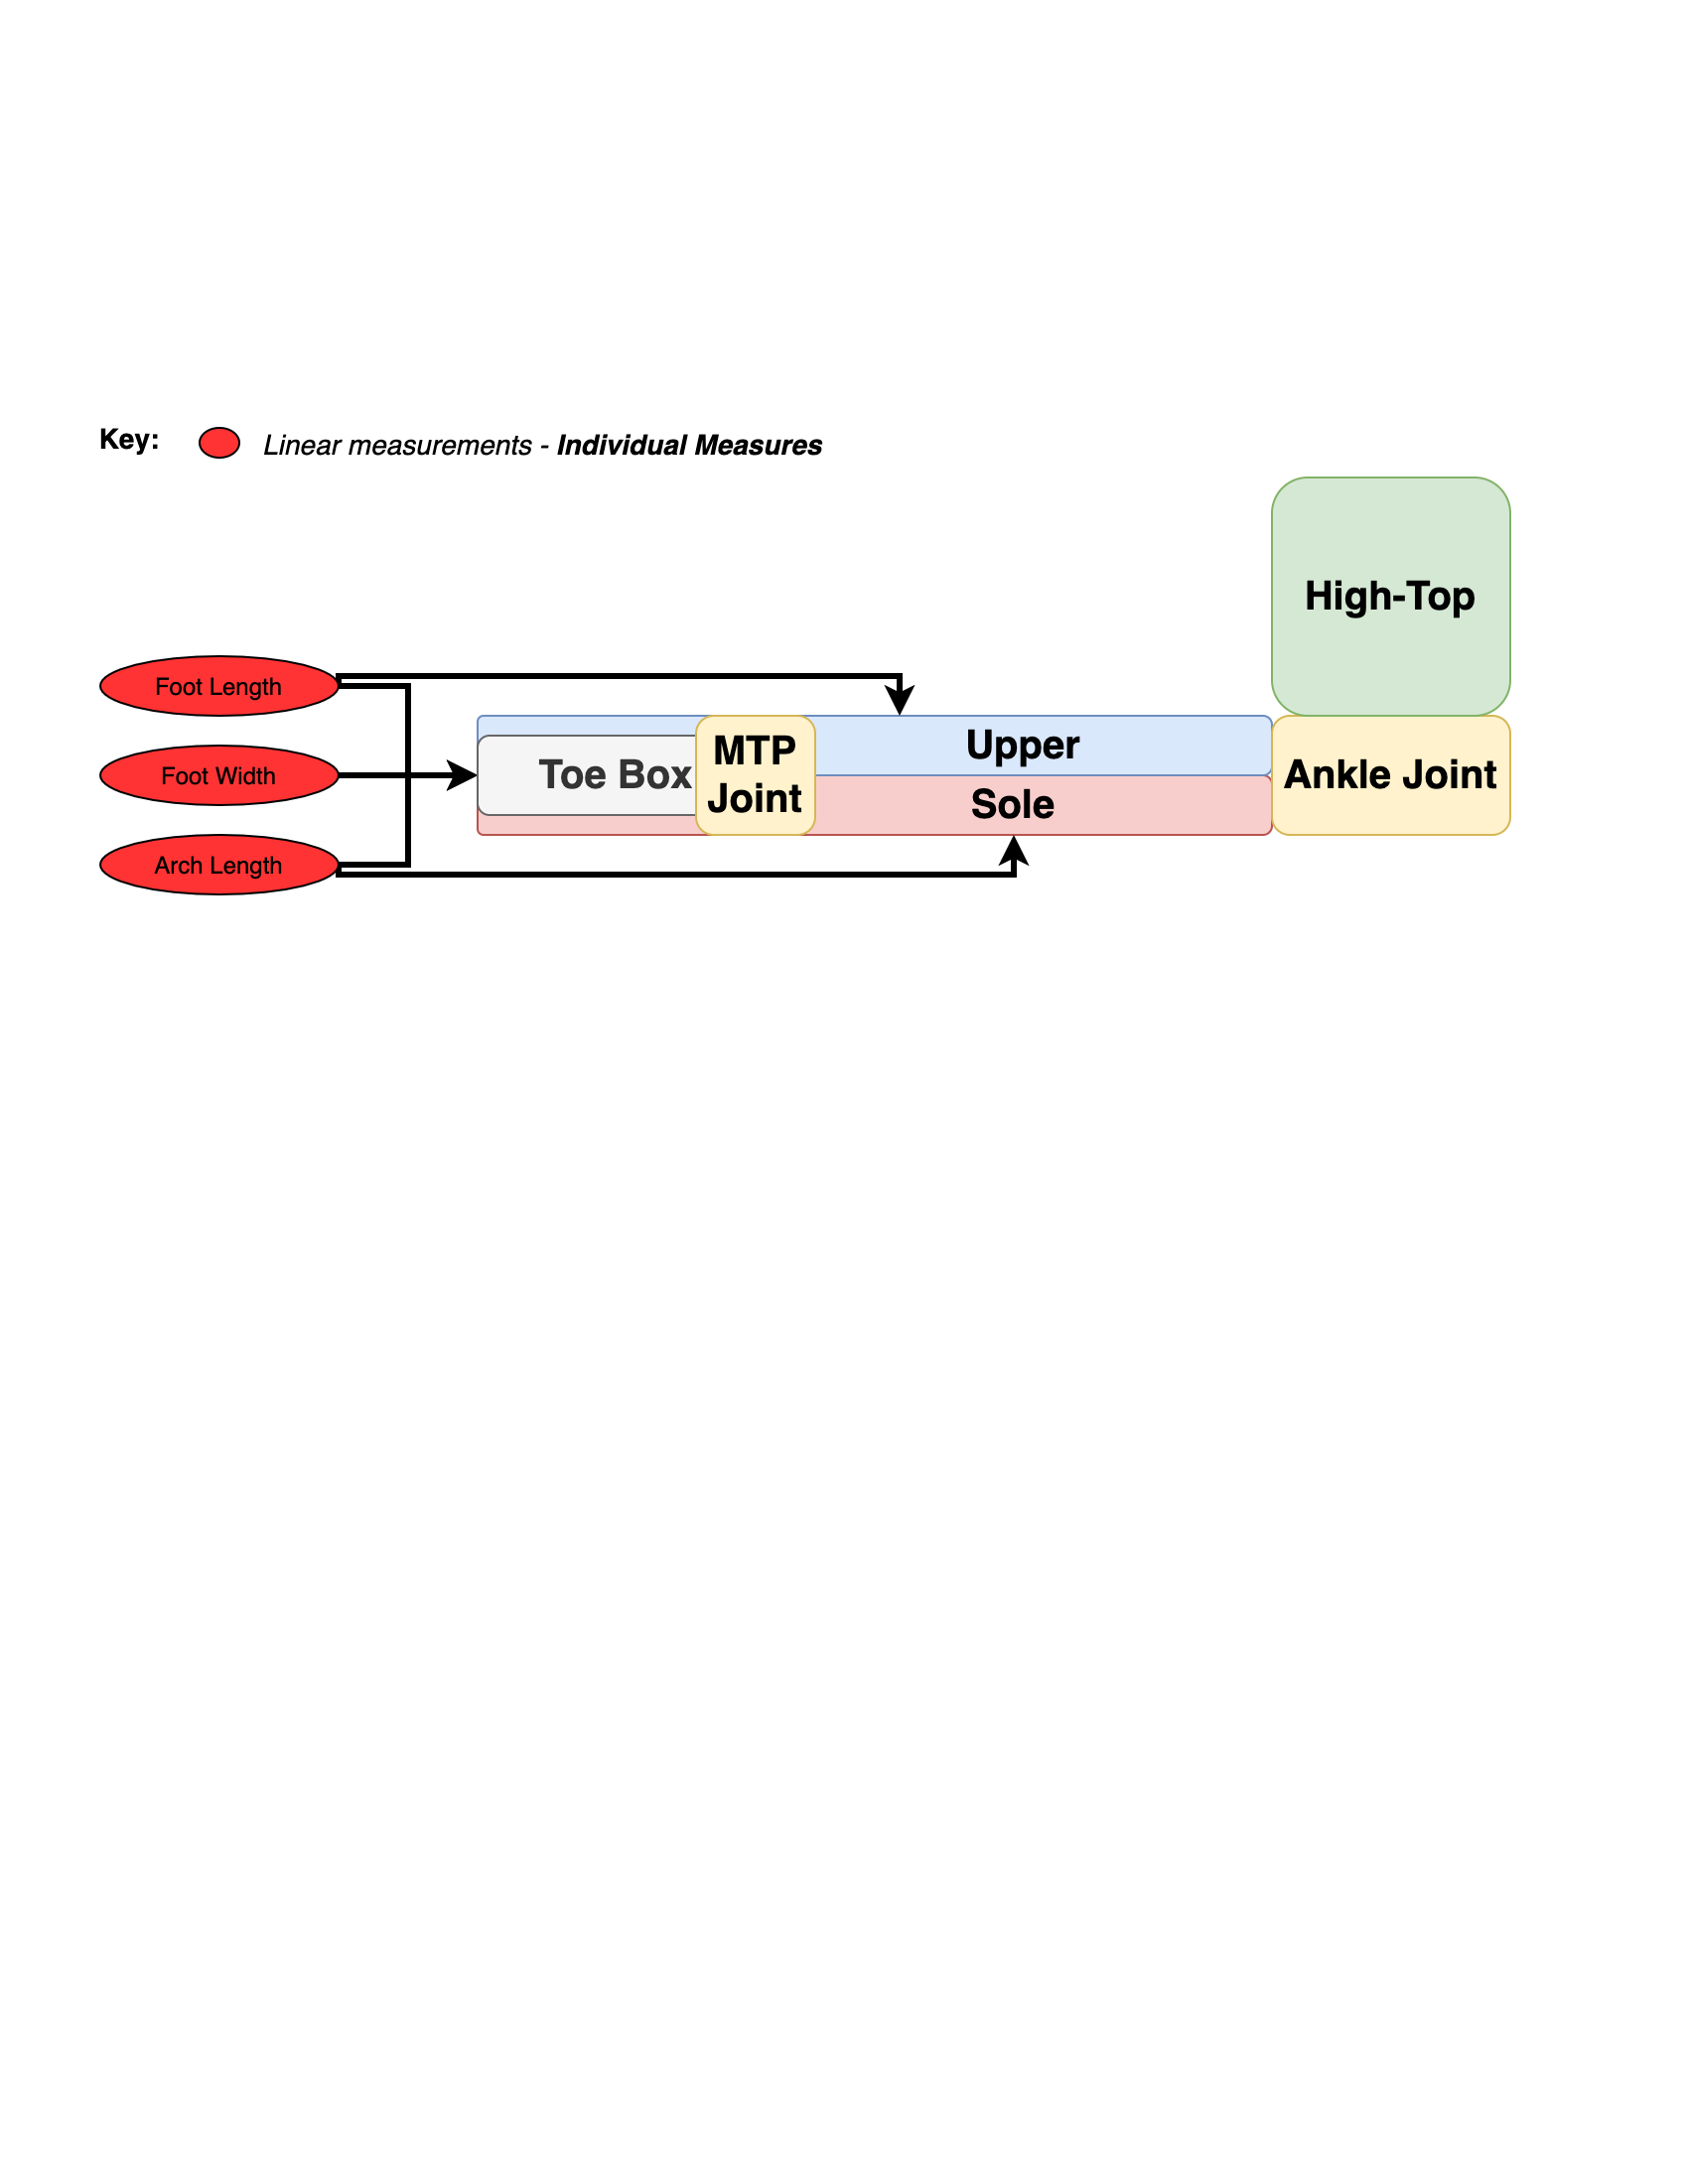 Key:
Linear measurements - Individual Measures
High-Top
Foot Length
Foot Width
Arch Length
Toe Box
MTP
Joint
Upper
Sole
Ankle Joint